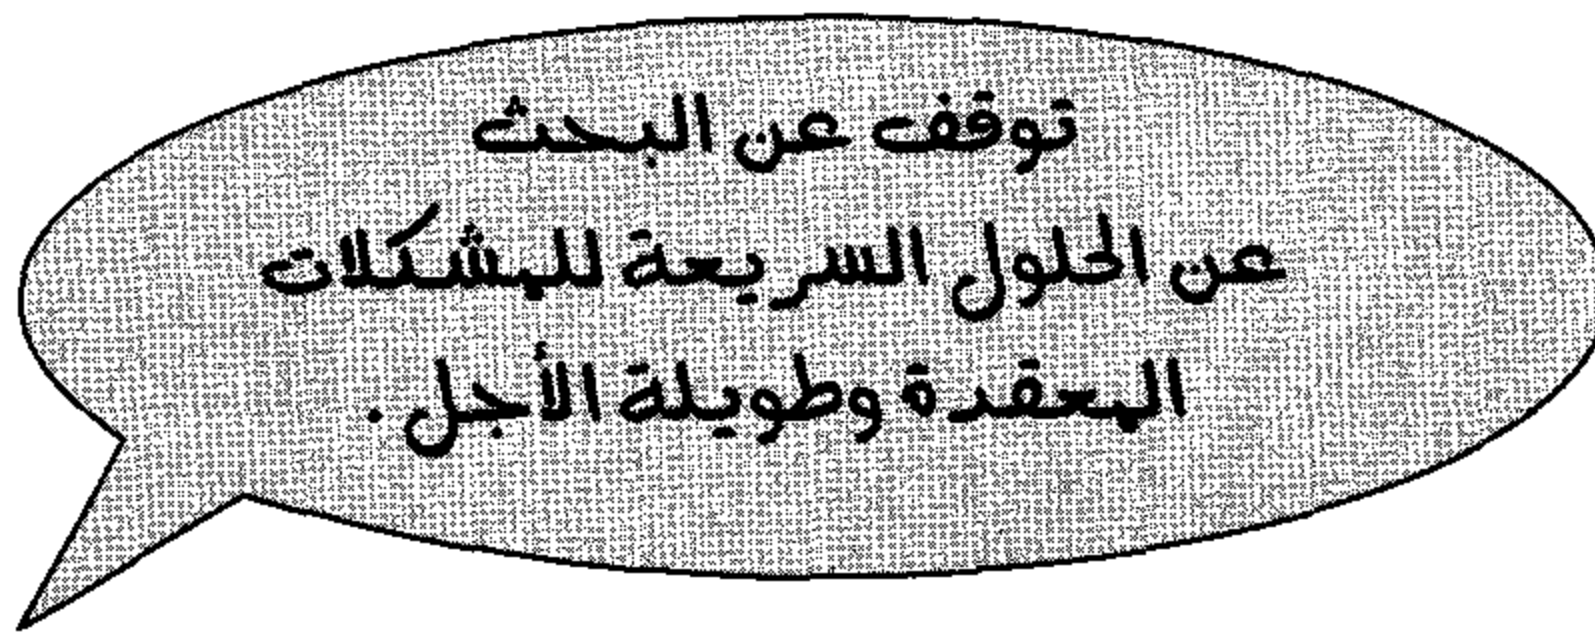 توقف عن البحث
عن الحلول السريعة للمشكلات
المعقدة وطويلة الأجل.